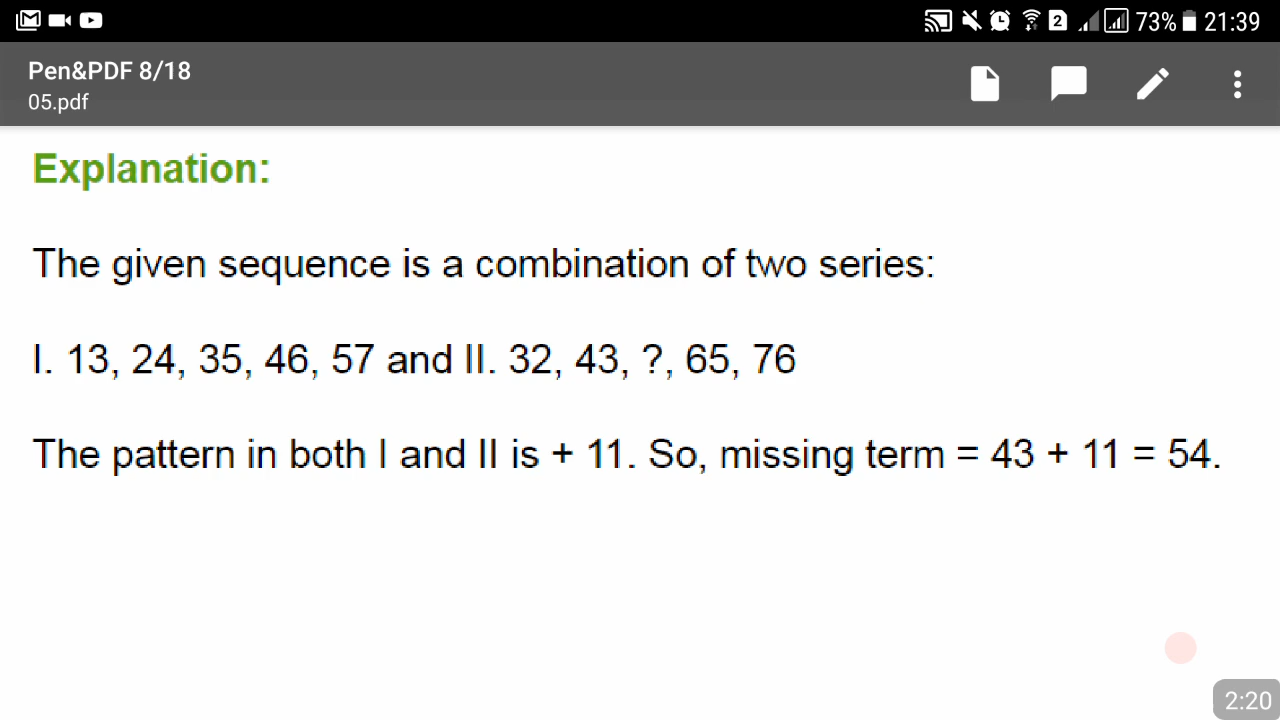 2 73% 21:39
Pen&PDF 8/18
05.pdf
Explanation:
The given sequence is a combination of two series:
I. 13, 24, 35, 46, 57 and II. 32, 43, ?, 65, 76
The pattern in both I and II is + 11. So, missing term = 43 + 11 = 54.
2:20